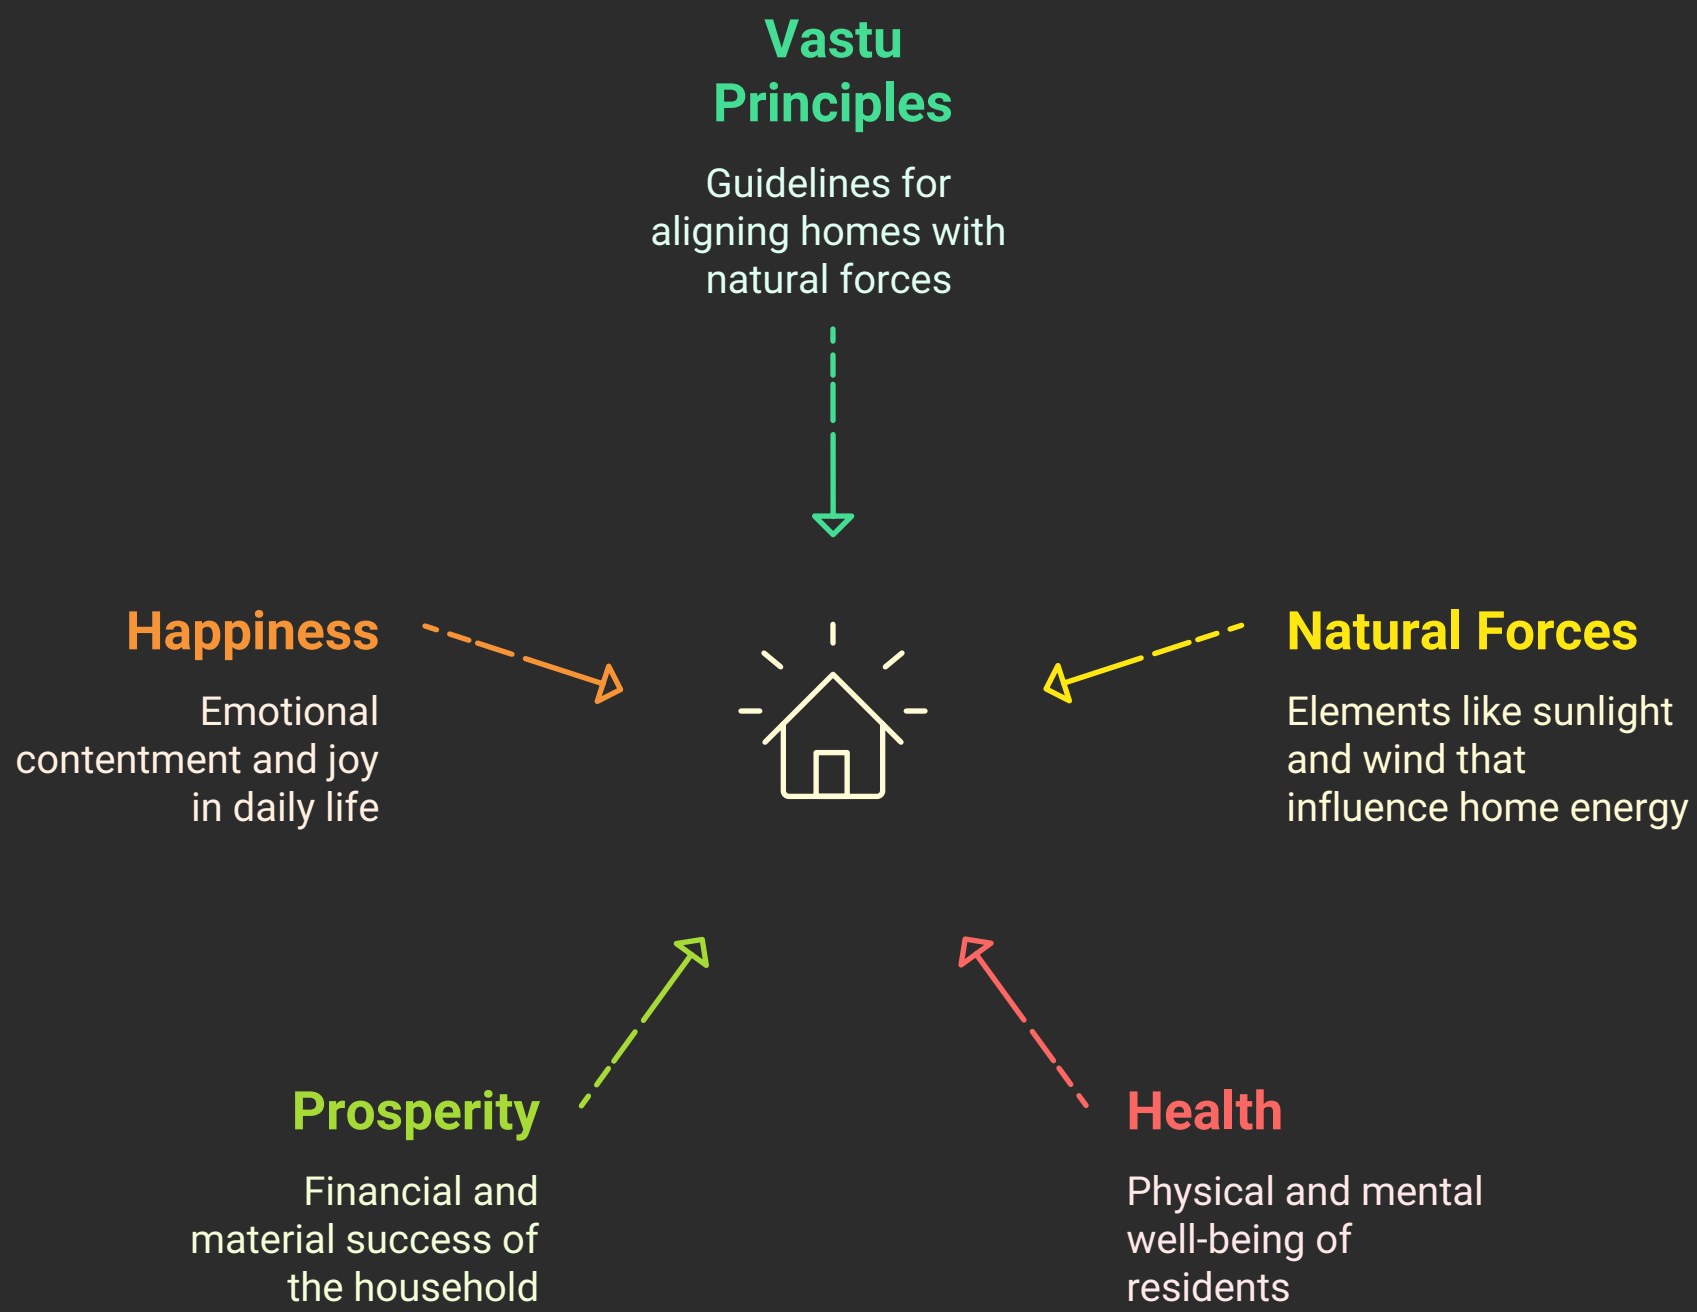 Vastu
Principles
Guidelines for
aligning homes with
natural forces
Happiness
Emotional
contentment and joy
in daily life
Natural Forces
Elements like sunlight
and wind that
influence home energy
Prosperity
Financial and
material success of
the household
Health
Physical and mental
well-being of
residents